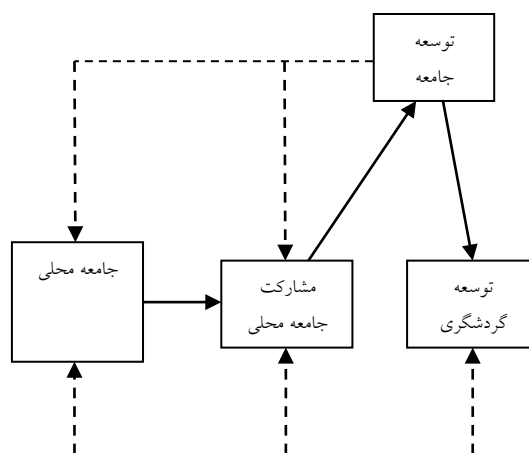 توسعه
جامعه
جامعه محلی
مشارکت
جامعه محلی
توسعه
گردشگری